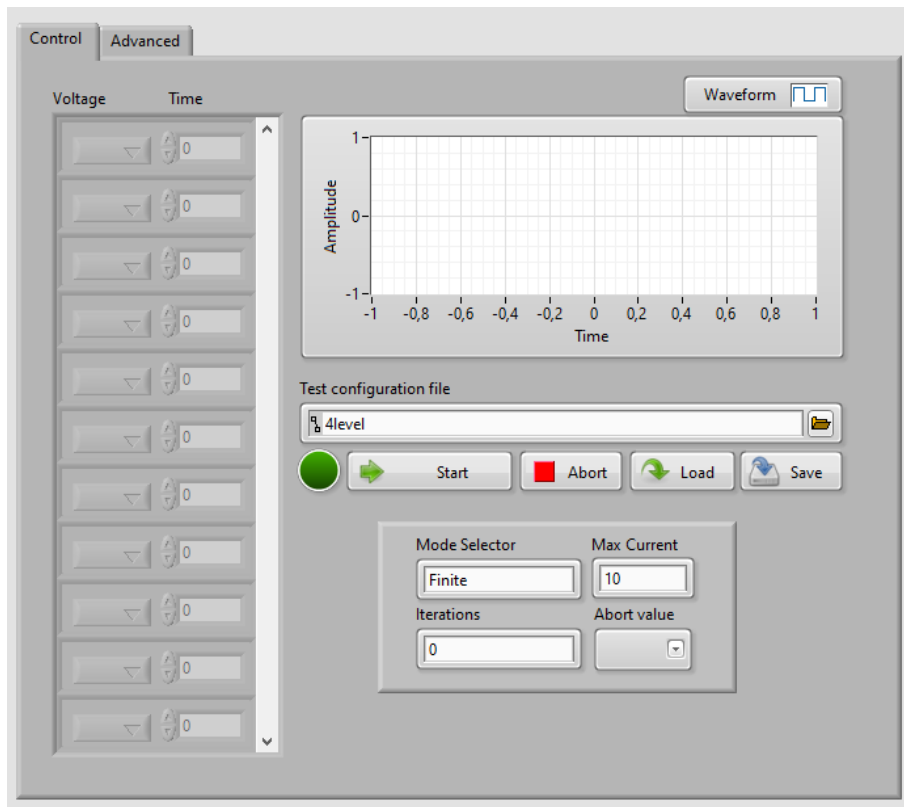 Control Advanced
Voltage Time
Waveform
0
0
0
0
0
0
0
0
0
0
0
1
0
-1
Amplitude
-1 -0,8 -0,6 -0,4 -0,2 0 0,2 0,4 0,6 0,8 1
Time
Test configuration file
4level
Start Abort Load Save
Mode Selector Max Current
Finite 10
Iterations Abort value
0